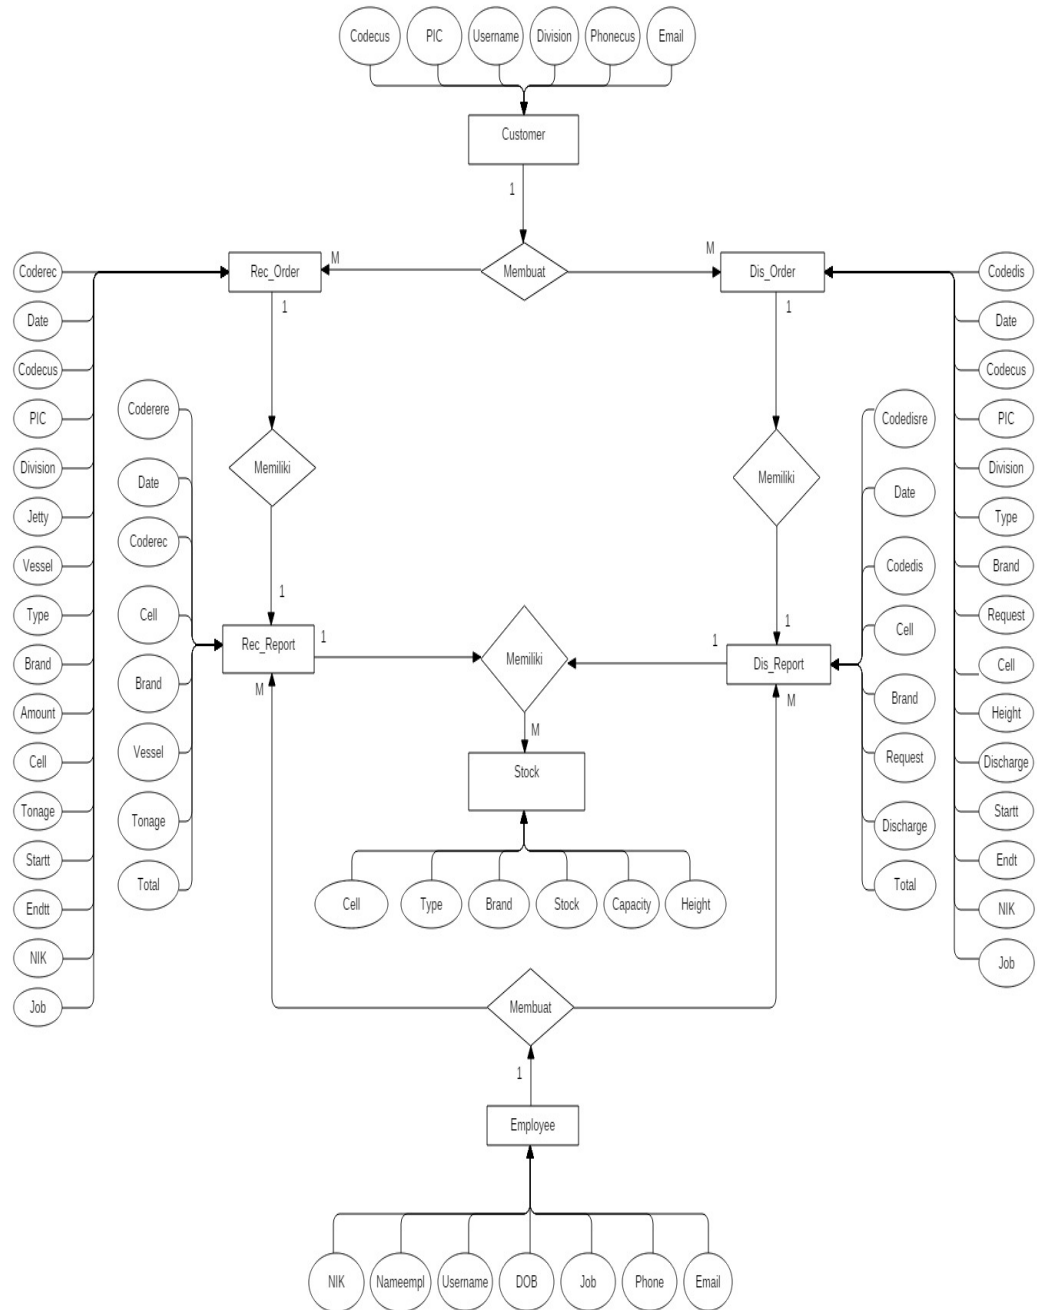 Codecus
PIC
Username
Division
Phonecus
Email
Customer
1
Membuat
M
Rec_Order
M
Dis_Order
1
1
Coderec
Date
Codecus
PIC
Division
Jetty
Vessel
Type
Brand
Amount
Cell
Tonage
Startt
Endtt
NIK
Job
Coderere
Date
Coderec
Cell
Brand
Vessel
Tonage
Total
Memiliki
1
Rec_Report
1
M
Memiliki
M
Stock
Cell
Type
Brand
Stock
Capacity
Height
Memiliki
1
1
Dis_Report
M
Codedisre
Date
Codedis
Cell
Brand
Request
Discharge
Total
Codedis
Date
Codecus
PIC
Division
Type
Brand
Request
Cell
Height
Discharge
Startt
Endt
NIK
Job
Membuat
1
Employee
NIK
Nameempl
Username
DOB
Job
Phone
Email